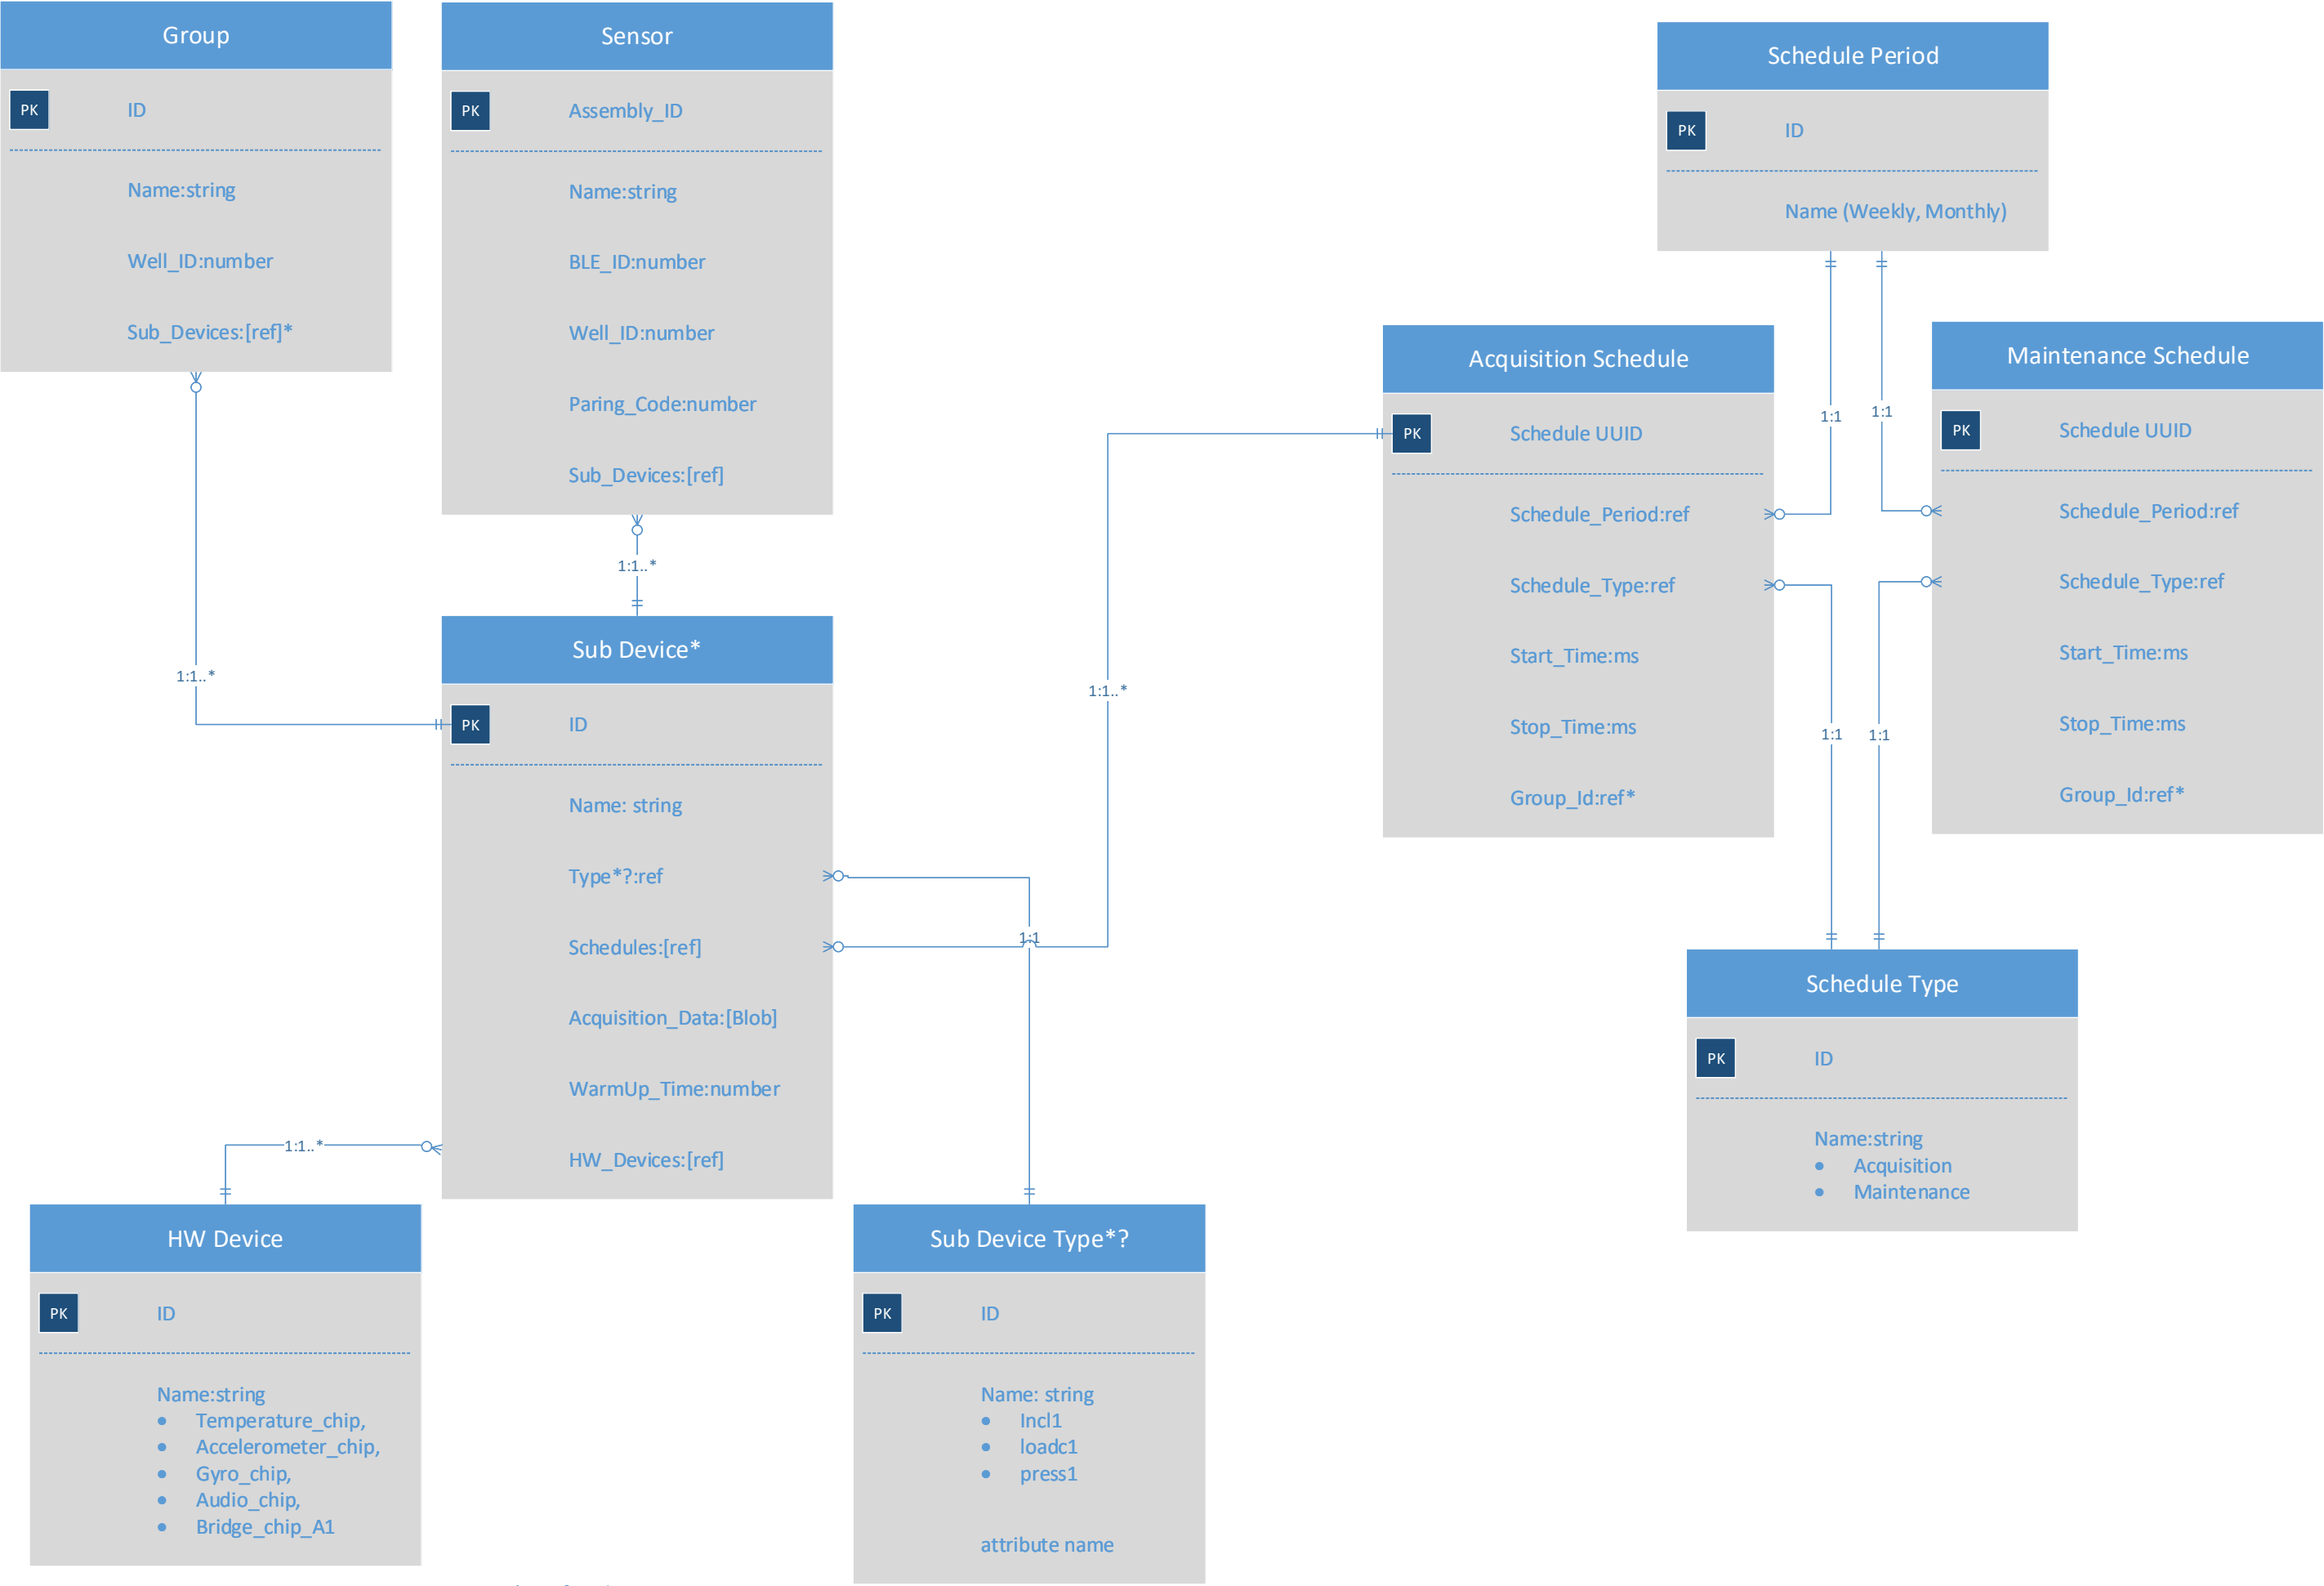 Group
PK
ID
Name:string
Well_ID:number
Sub_Devices:[ref]*
Sensor
PK
Assembly_ID
Name:string
BLE_ID:number
Well_ID:number
Paring_Code:number
Sub_Devices:[ref]
Schedule Period
PK
ID
Name (Weekly, Monthly)
Acquisition Schedule
PK
Schedule UUID
Schedule_Period:ref
Schedule_Type:ref
Start_Time:ms
Stop_Time:ms
Group_Id:ref*
Maintenance Schedule
PK
Schedule UUID
Schedule_Period:ref
Schedule_Type:ref
Start_Time:ms
Stop_Time:ms
Group_Id:ref*
1:1
1:1
1:1
1:1
1:1..*
1:1..*
1:1..*
Sub Device*
PK
ID
Name: string
Type*?:ref
Schedules:[ref]
Acquisition_Data:[Blob]
WarmUp_Time:number
HW_Devices:[ref]
1:1
1:1..*
Schedule Type
PK
ID
Name:string
• Acquisition
• Maintenance
HW Device
PK
ID
Name:string
• Temperature_chip,
• Accelerometer_chip,
• Gyro_chip,
• Audio_chip,
• Bridge_chip_A1
Sub Device Type*?
PK
ID
Name: string
• Incl1
• loadc1
• press1
attribute name